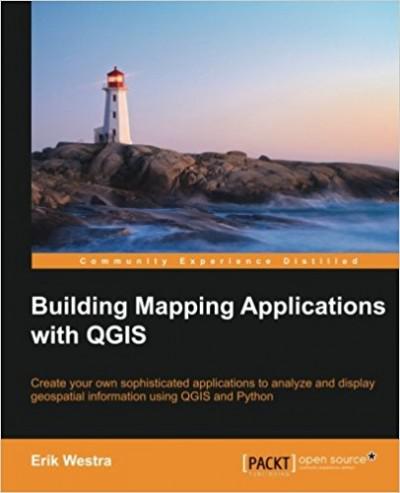 Community Experience Distilled
Building Mapping Applications
with QGIS
Create your own sophisticated applications to analyze and display
geospatial information using QGIS and Python
Erik Westra
[PACKT] open source*
PUBLISHING